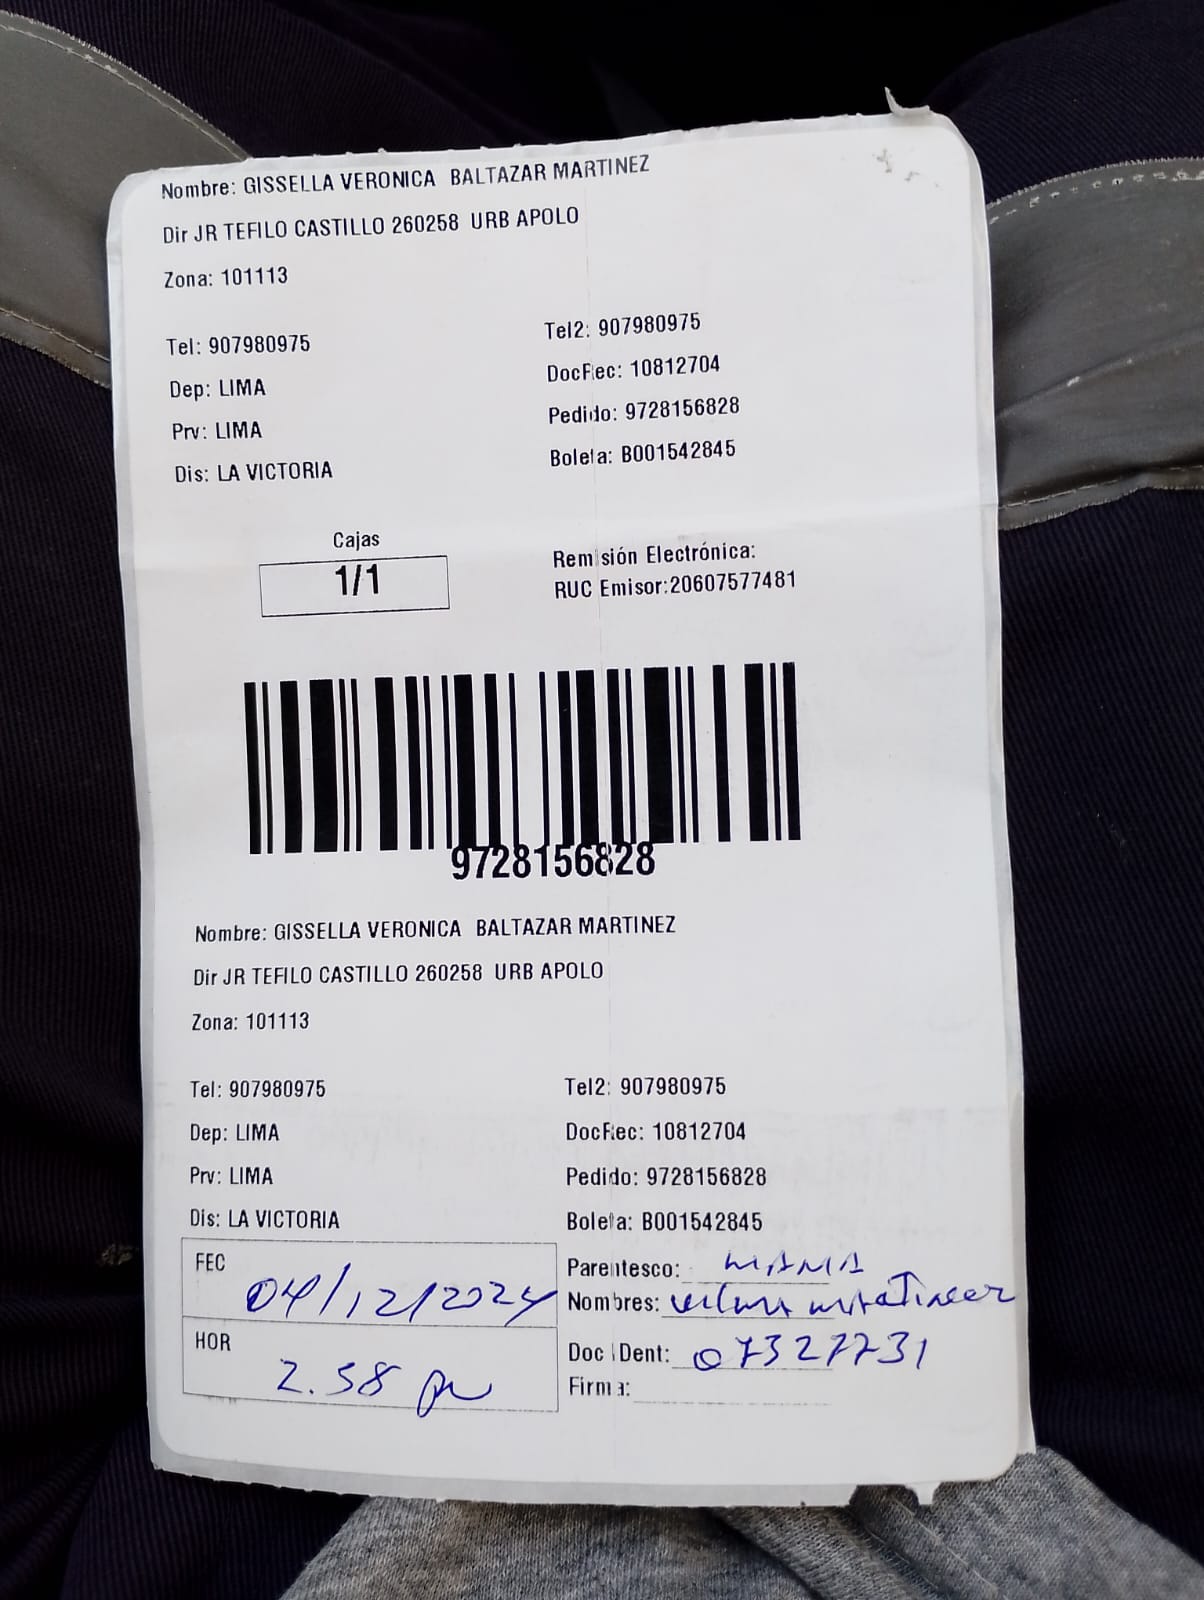 Nombre: GISSELLA VERONICA BALTAZAR MARTINEZ
Dir JR TEFILO CASTILLO 260258 URB APOLO
Zona: 101113
Tel: 907980975 Tel2: 907980975
Dep: LIMA DocRec: 10812704
Prv: LIMA Pedido: 9728156828
Dis: LA VICTORIA Boleta: B001542845
Cajas
1/1
Remisión Electrónica:
RUC Emisor:20607577481
9728156828
Nombre: GISSELLA VERONICA BALTAZAR MARTINEZ
Dir JR TEFILO CASTILLO 260258 URB APOLO
Zona: 101113
Tel: 907980975 Tel2: 907980975
Dep: LIMA DocRec: 10812704
Prv: LIMA Pedido: 9728156828
Dis: LA VICTORIA Boleta: B001542845
FEC 04/12/2024
HOR 2.58 pm
Parentesco: MAMA
Nombres:
Doc Ident: 07327731
Firma: